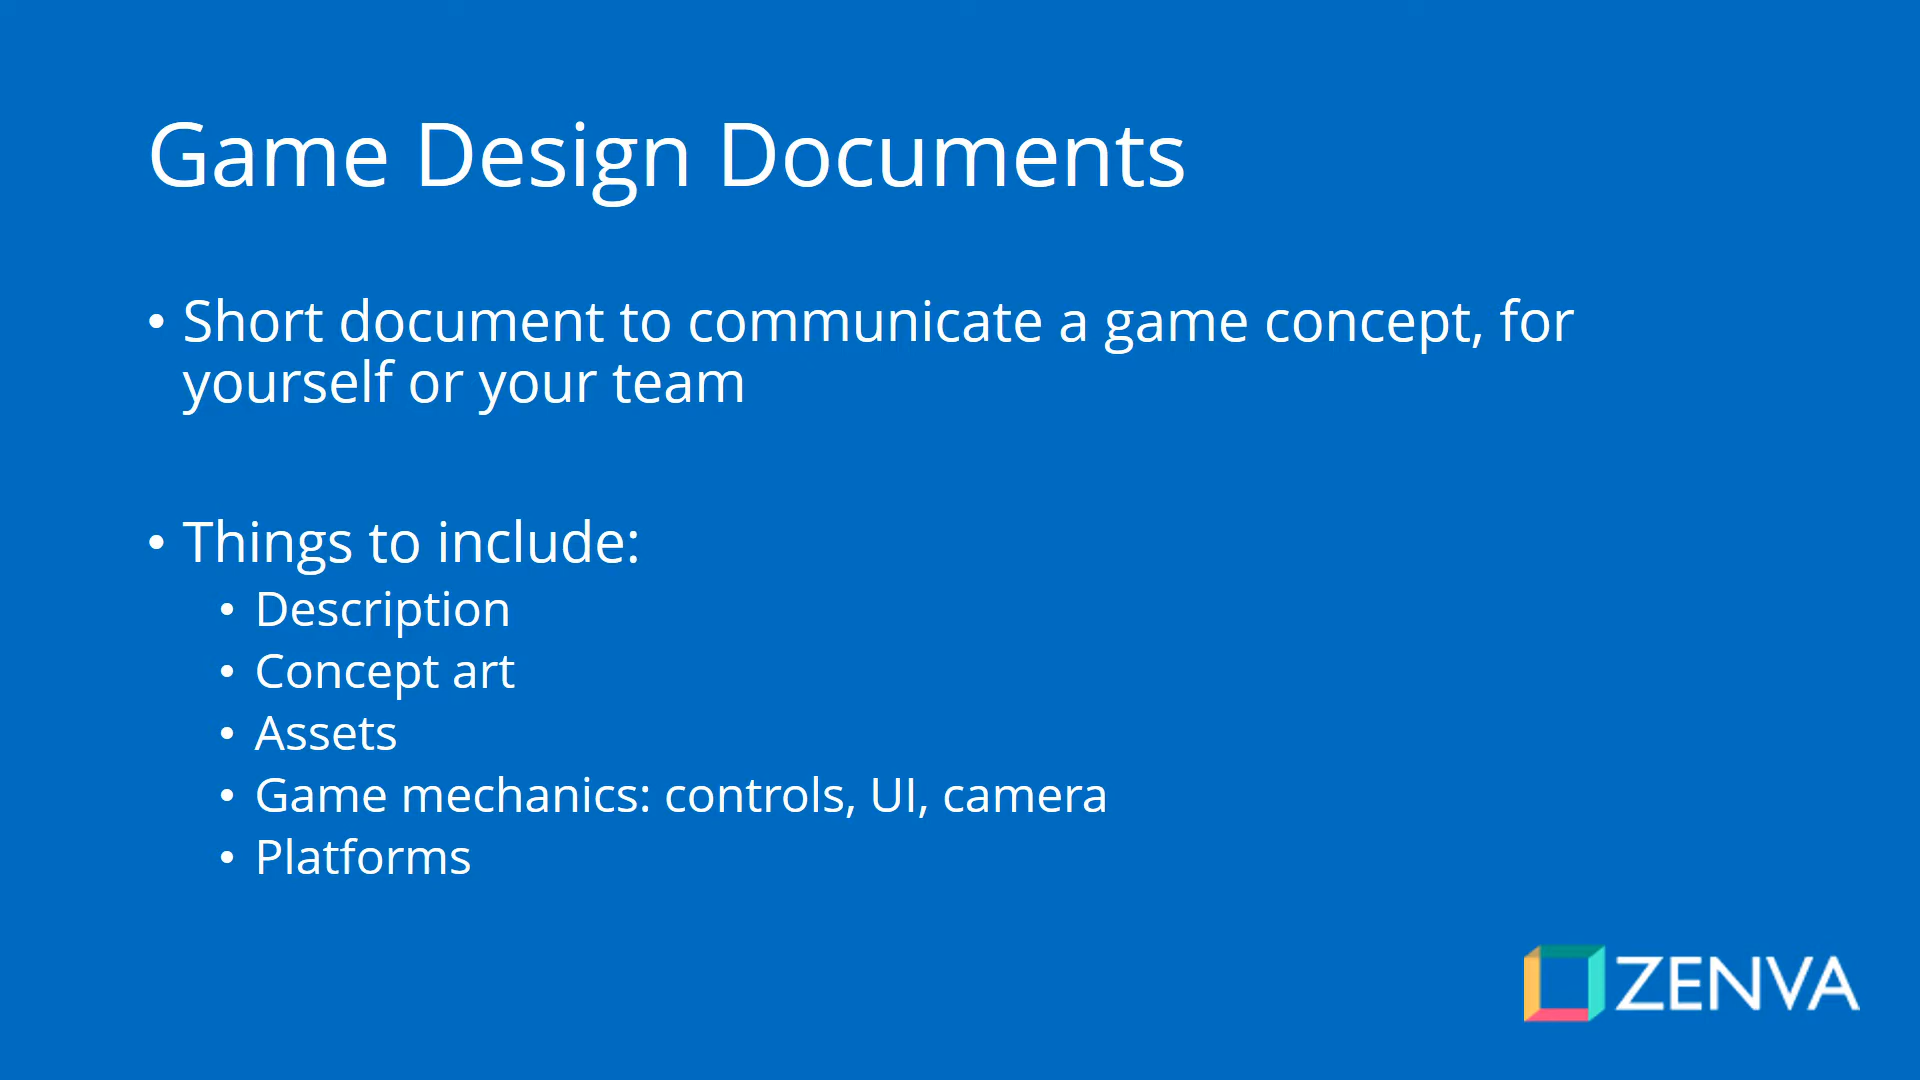 Game Design Documents
• Short document to communicate a game concept, for
yourself or your team
• Things to include:
• Description
• Concept art
• Assets
• Game mechanics: controls, UI, camera
• Platforms
ZENVA